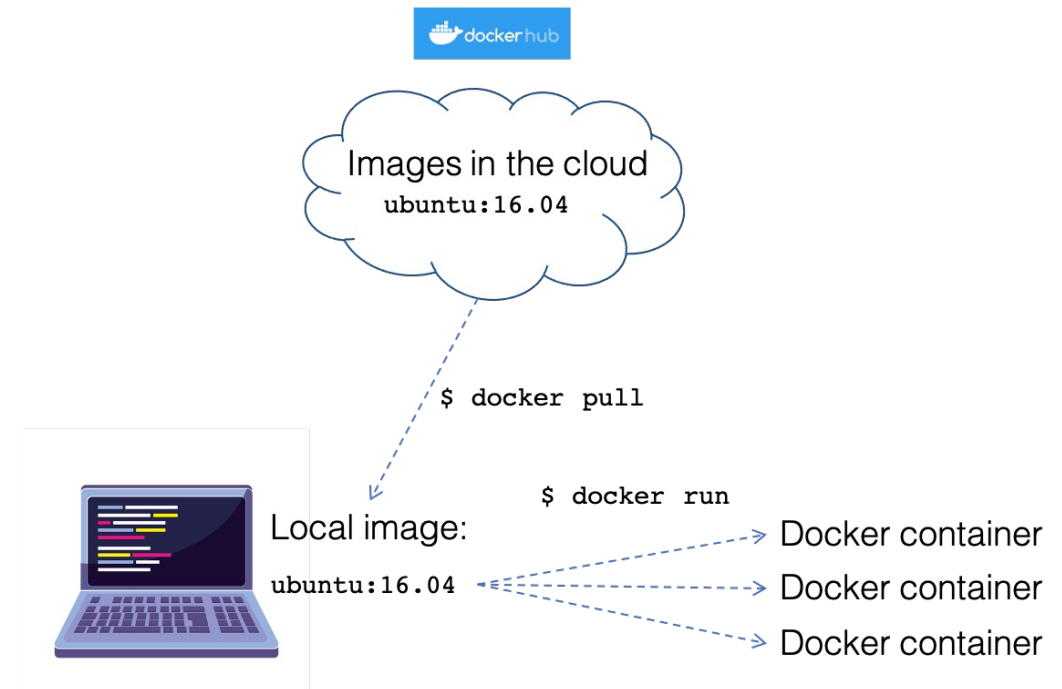 dockerhub
Images in the cloud
ubuntu:16.04
$ docker pull
$ docker run
Local image:
ubuntu:16.04
Docker container
Docker container
Docker container